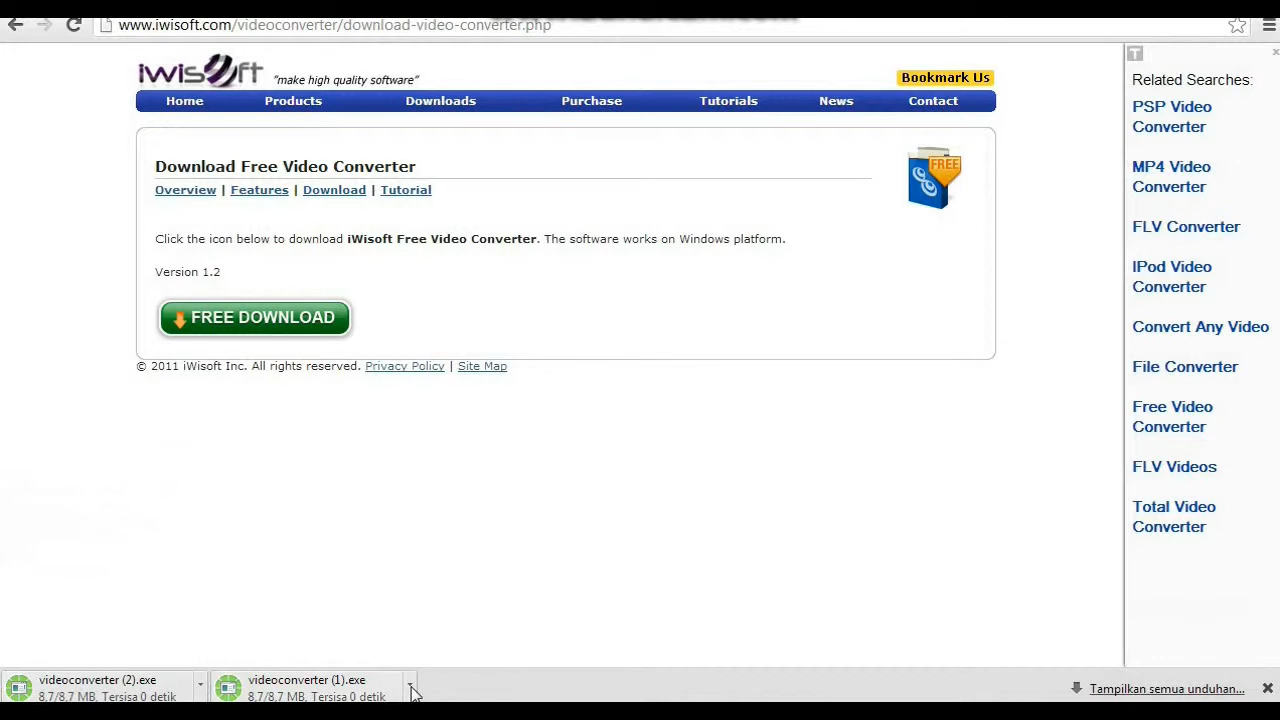 www.iwisoft.com/videoconverter/download-video-converter.php
iwisoft "make high quality software"
Bookmark Us
Home Products Downloads Purchase Tutorials News Contact
Download Free Video Converter
FREE
Overview | Features | Download | Tutorial
Click the icon below to download iWisoft Free Video Converter. The software works on Windows platform.
Version 1.2
FREE DOWNLOAD
© 2011 iWisoft Inc. All rights reserved. Privacy Policy | Site Map
T
Related Searches:
PSP Video
Converter
MP4 Video
Converter
FLV Converter
IPod Video
Converter
Convert Any Video
File Converter
Free Video
Converter
FLV Videos
Total Video
Converter
videoconverter (2).exe
8,7/8,7 MB, Tersisa 0 detik
videoconverter (1).exe
8,7/8,7 MB, Tersisa 0 detik
Tampilkan semua unduhan...